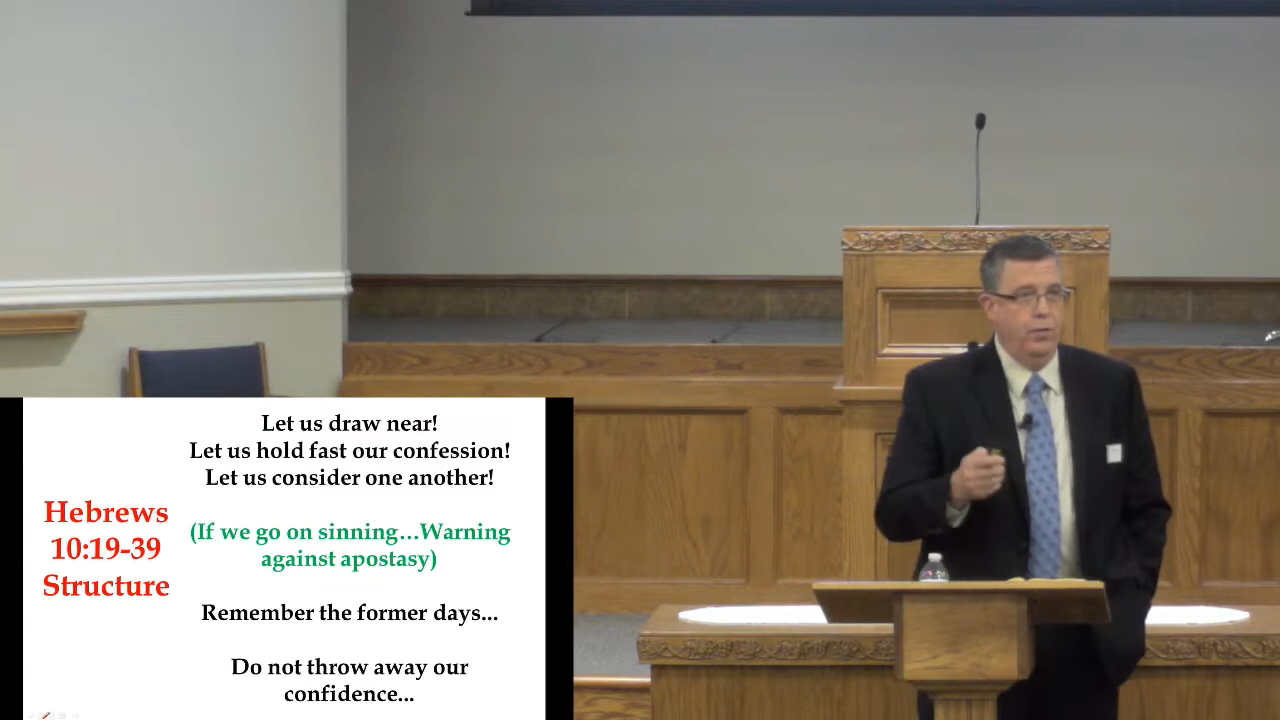 Let us draw near!
Let us hold fast our confession!
Let us consider one another!
Hebrews
10:19-39
Structure
(If we go on sinning...Warning
against apostasy)
Remember the former days...
Do not throw away our
confidence...